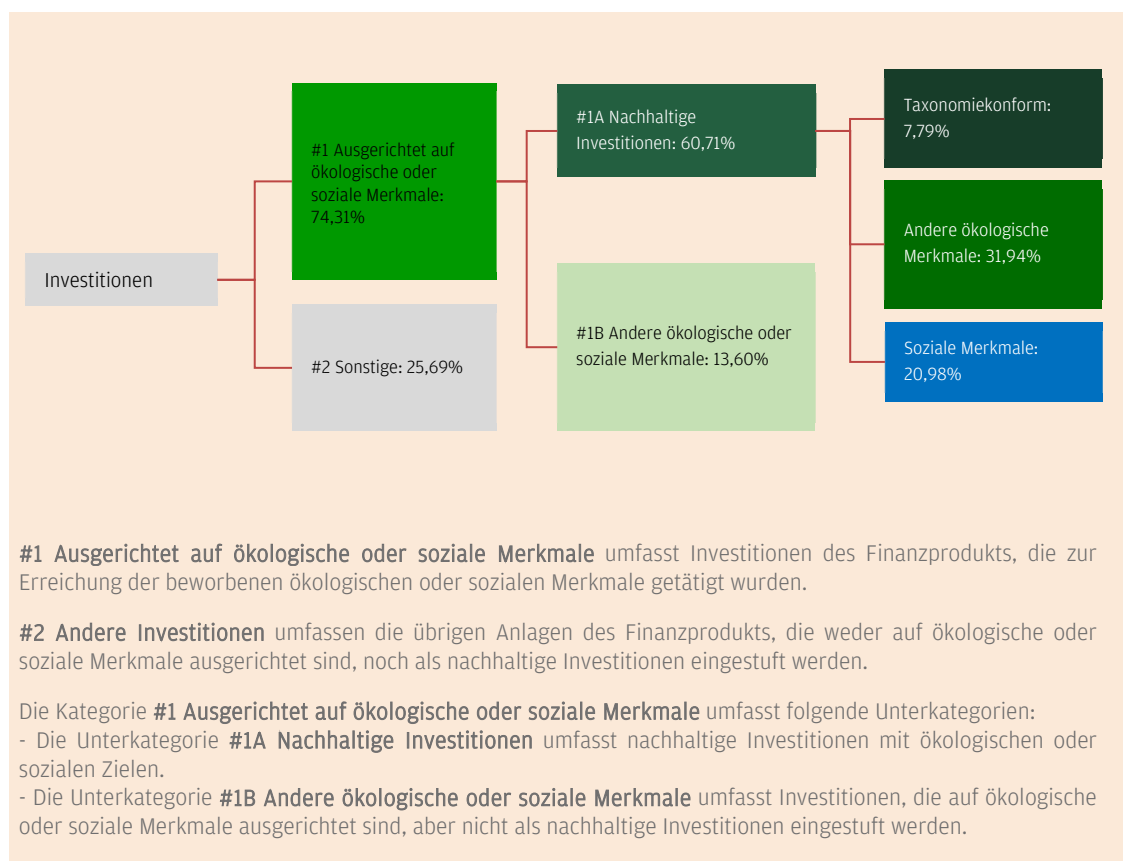 Investitionen
#1 Ausgerichtet auf
ökologische oder
soziale Merkmale:
74,31%
#2 Sonstige: 25,69%
#1A Nachhaltige
Investitionen: 60,71%
#1B Andere ökologische oder
soziale Merkmale: 13,60%
Taxonomiekonform:
7,79%
Andere ökologische
Merkmale: 31,94%
Soziale Merkmale:
20,98%
#1 Ausgerichtet auf ökologische oder soziale Merkmale umfasst Investitionen des Finanzprodukts, die zur
Erreichung der beworbenen ökologischen oder sozialen Merkmale getätigt wurden.
#2 Andere Investitionen umfassen die übrigen Anlagen des Finanzprodukts, die weder auf ökologische oder
soziale Merkmale ausgerichtet sind, noch als nachhaltige Investitionen eingestuft werden.
Die Kategorie #1 Ausgerichtet auf ökologische oder soziale Merkmale umfasst folgende Unterkategorien:
- Die Unterkategorie #1A Nachhaltige Investitionen umfasst nachhaltige Investitionen mit ökologischen oder
sozialen Zielen.
- Die Unterkategorie #1B Andere ökologische oder soziale Merkmale umfasst Investitionen, die auf ökologische
oder soziale Merkmale ausgerichtet sind, aber nicht als nachhaltige Investitionen eingestuft werden.